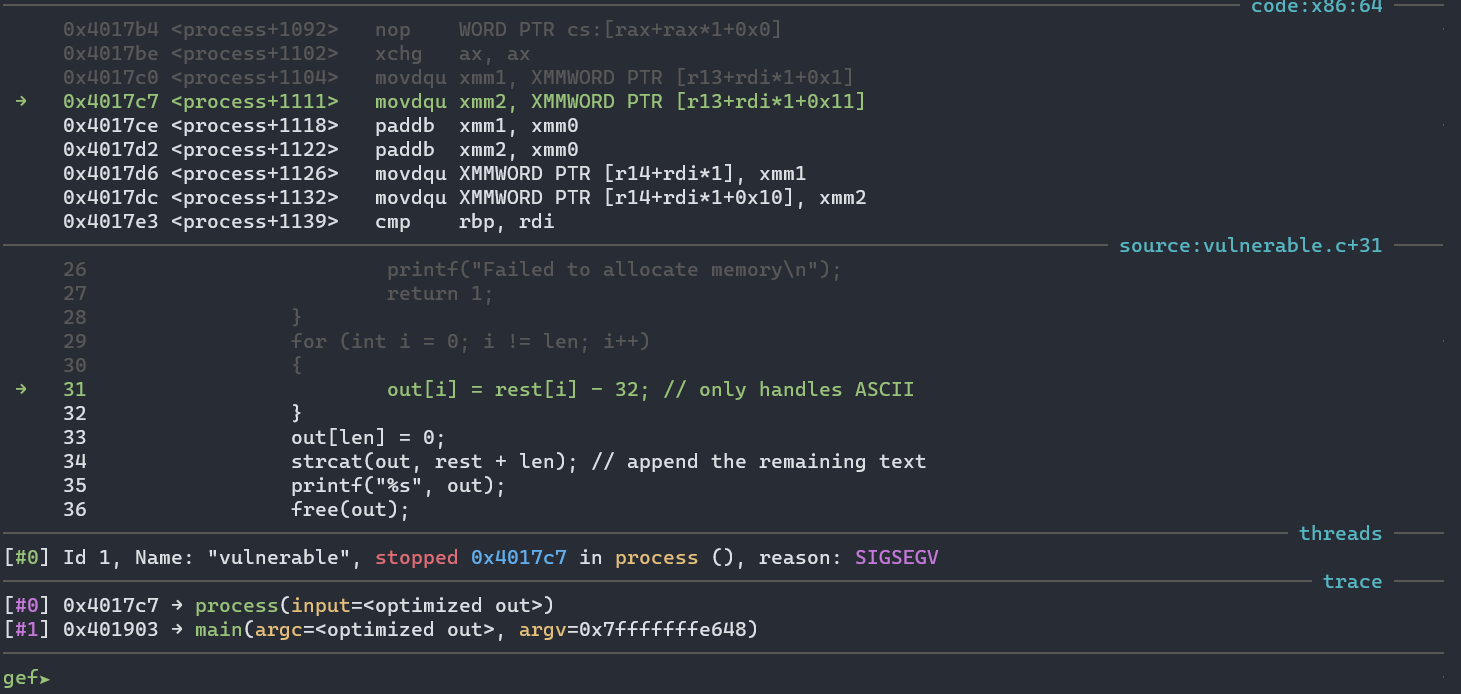 code:x86:64
0x4017b4 <process+1092>   nop    WORD PTR cs:[rax+rax*1+0x0]
0x4017be <process+1102>   xchg   ax, ax
0x4017c0 <process+1104>   movdqu xmm1, XMMWORD PTR [r13+rdi*1+0x1]
→   0x4017c7 <process+1111>   movdqu xmm2, XMMWORD PTR [r13+rdi*1+0x11]
0x4017ce <process+1118>   paddb  xmm1, xmm0
0x4017d2 <process+1122>   paddb  xmm2, xmm0
0x4017d6 <process+1126>   movdqu XMMWORD PTR [r14+rdi*1], xmm1
0x4017dc <process+1132>   movdqu XMMWORD PTR [r14+rdi*1+0x10], xmm2
0x4017e3 <process+1139>   cmp    rbp, rdi
source:vulnerable.c+31
26                         printf("Failed to allocate memory\n");
27                         return 1;
28                 }
29                 for (int i = 0; i != len; i++)
30                 {
→   31                         out[i] = rest[i] - 32; // only handles ASCII
32                 }
33                 out[len] = 0;
34                 strcat(out, rest + len); // append the remaining text
35                 printf("%s", out);
36                 free(out);
threads
[#0] Id 1, Name: "vulnerable", stopped 0x4017c7 in process (), reason: SIGSEGV
trace
[#0] 0x4017c7 → process(input=<optimized out>)
[#1] 0x401903 → main(argc=<optimized out>, argv=0x7fffffffe648)
gef➤